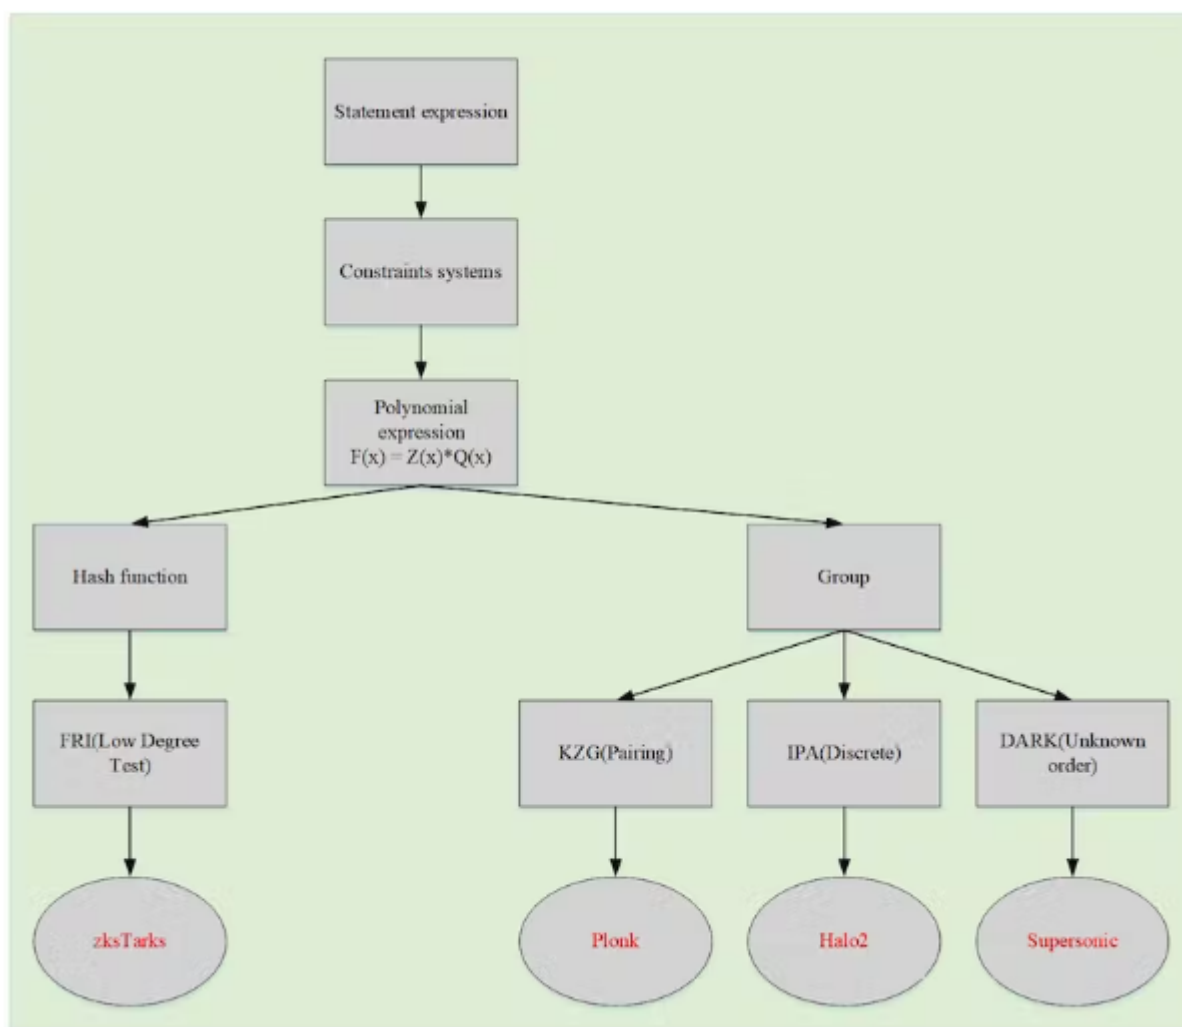 Statement expression
Constraints systems
Polynomial
expression
F(x) = Z(x)*Q(x)
Hash function
Group
FRI(Low Degree
Test)
KZG(Pairing)
IPA(Discrete)
DARK(Unknown
order)
zksTarks
Plonk
Halo2
Supersonic